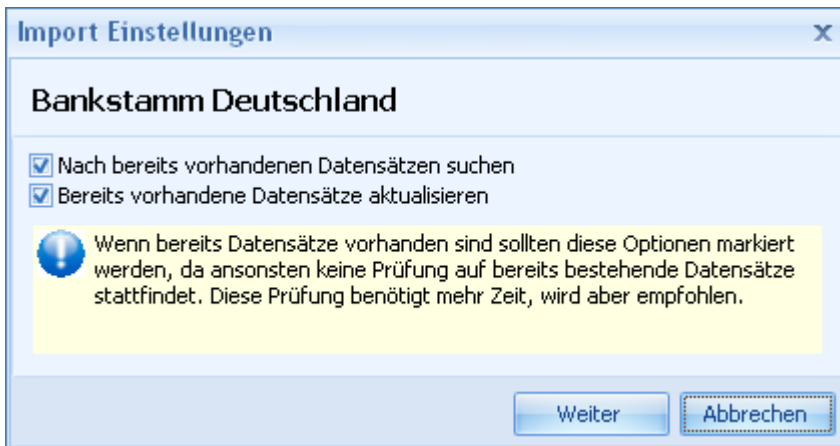 Import Einstellungen
Bankstamm Deutschland
Nach bereits vorhandenen Datensätzen suchen
Bereits vorhandene Datensätze aktualisieren
Wenn bereits Datensätze vorhanden sind sollten diese Optionen markiert
werden, da ansonsten keine Prüfung auf bereits bestehende Datensätze
stattfindet. Diese Prüfung benötigt mehr Zeit, wird aber empfohlen.
Weiter
Abbrechen